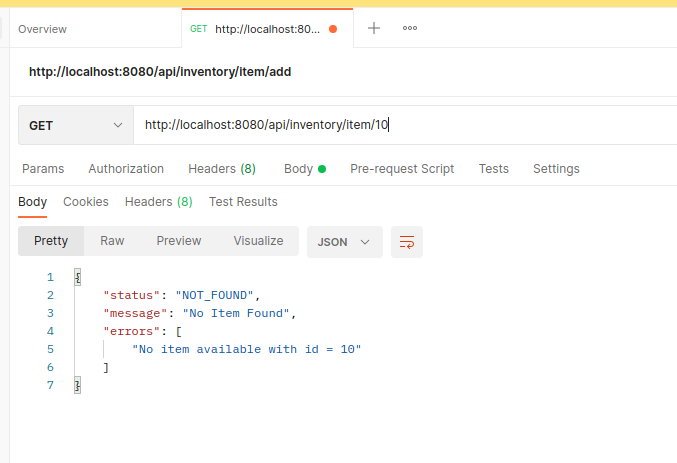 Overview
GET http://localhost:80...
http://localhost:8080/api/inventory/item/add
GET http://localhost:8080/api/inventory/item/10
Params Authorization Headers (8) Body Pre-request Script Tests Settings
Body Cookies Headers (8) Test Results
Pretty Raw Preview Visualize JSON
1 {
2 "status": "NOT_FOUND",
3 "message": "No Item Found",
4 "errors": [
5 "No item available with id = 10"
6 ]
7 }